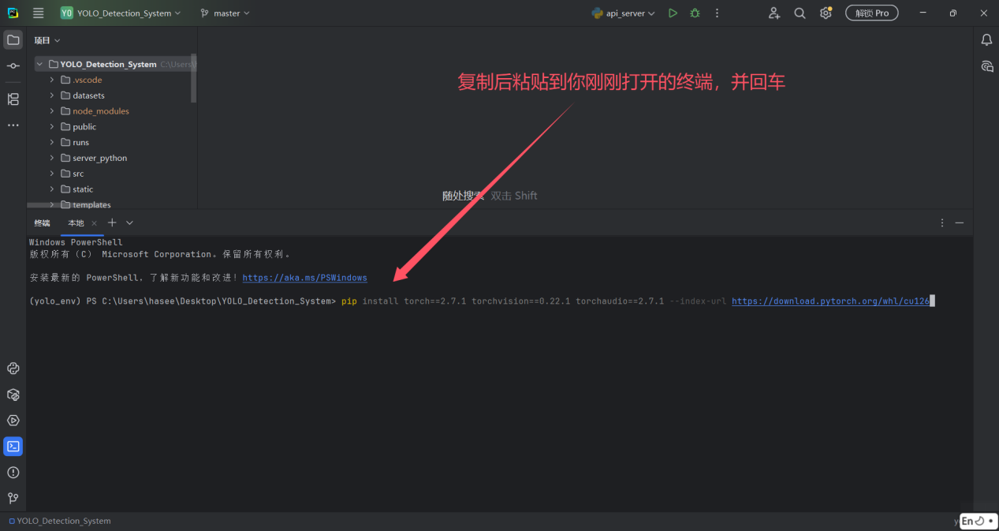 YO YOLO_Detection_System master api_server 解锁 Pro
项目
YOLO_Detection_System C:\Users\
.vscode
datasets
node_modules
public
runs
server_python
src
static
templates
复制后粘贴到你刚刚打开的终端，并回车
随处搜索 双击 Shift
终端 本地
Windows PowerShell
版权所有（C） Microsoft Corporation。保留所有权利。
安装最新的 PowerShell，了解新功能和改进！https://aka.ms/PSWindows
(yolo_env) PS C:\Users\hasee\Desktop\YOLO_Detection_System> pip install torch==2.7.1 torchvision==0.22.1 torchaudio==2.7.1 --index-url https://download.pytorch.org/whl/cu126
YOLO_Detection_System
En